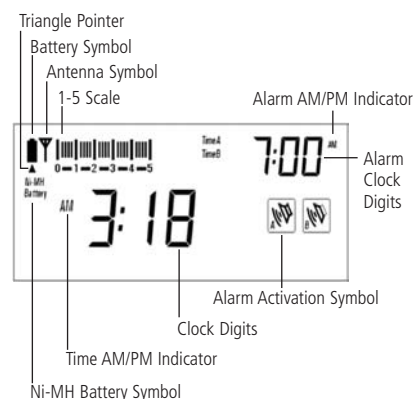 Triangle Pointer
Battery Symbol
Antenna Symbol
1-5 Scale
Alarm AM/PM Indicator
TimeA
TimeB
7:00
AM
0-1-2-3-4-5
Ni-MH
Battery
AM
3:18
A
B
Alarm
Clock
Digits
Alarm Activation Symbol
Clock Digits
Time AM/PM Indicator
Ni-MH Battery Symbol